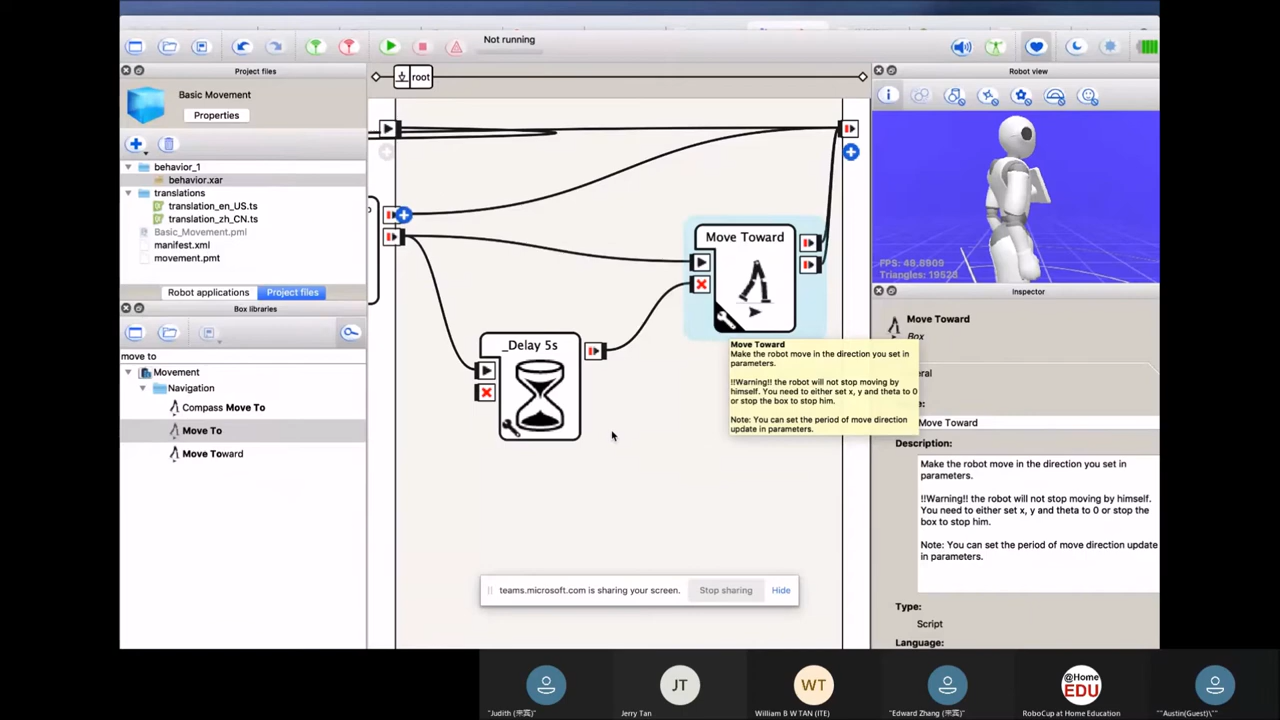 Not running
Project files
Robot view
root
Basic Movement
Properties
behavior_1
behavior.xar
translations
translation_en_US.ts
translation_zh_CN.ts
Basic_Movement.pml
manifest.xml
movement.pmt
Robot applications
Project files
Box libraries
move to
Movement
Navigation
Compass Move To
Move To
Move Toward
Move Toward
_Delay 5s
Move Toward
Make the robot move in the direction you set in
parameters.
!!Warning!! the robot will not stop moving by
himself. You need to either set x, y and theta to 0
or stop the box to stop him.
Note: You can set the period of move direction
update in parameters.
teams.microsoft.com is sharing your screen.
Stop sharing
Hide
FPS: 48.8909
Triangles: 19528
Inspector
Move Toward
Box
eral
e:
Move Toward
Description:
Make the robot move in the direction you set in
parameters.
!!Warning!! the robot will not stop moving by himself.
You need to either set x, y and theta to 0 or stop the
box to stop him.
Note: You can set the period of move direction update
in parameters.
Type:
Script
Language:
JT
WT
@Home
EDU
Jerry Tan
William B W TAN (ITE)
RoboCup at Home Education
"Austin(Guest)\"